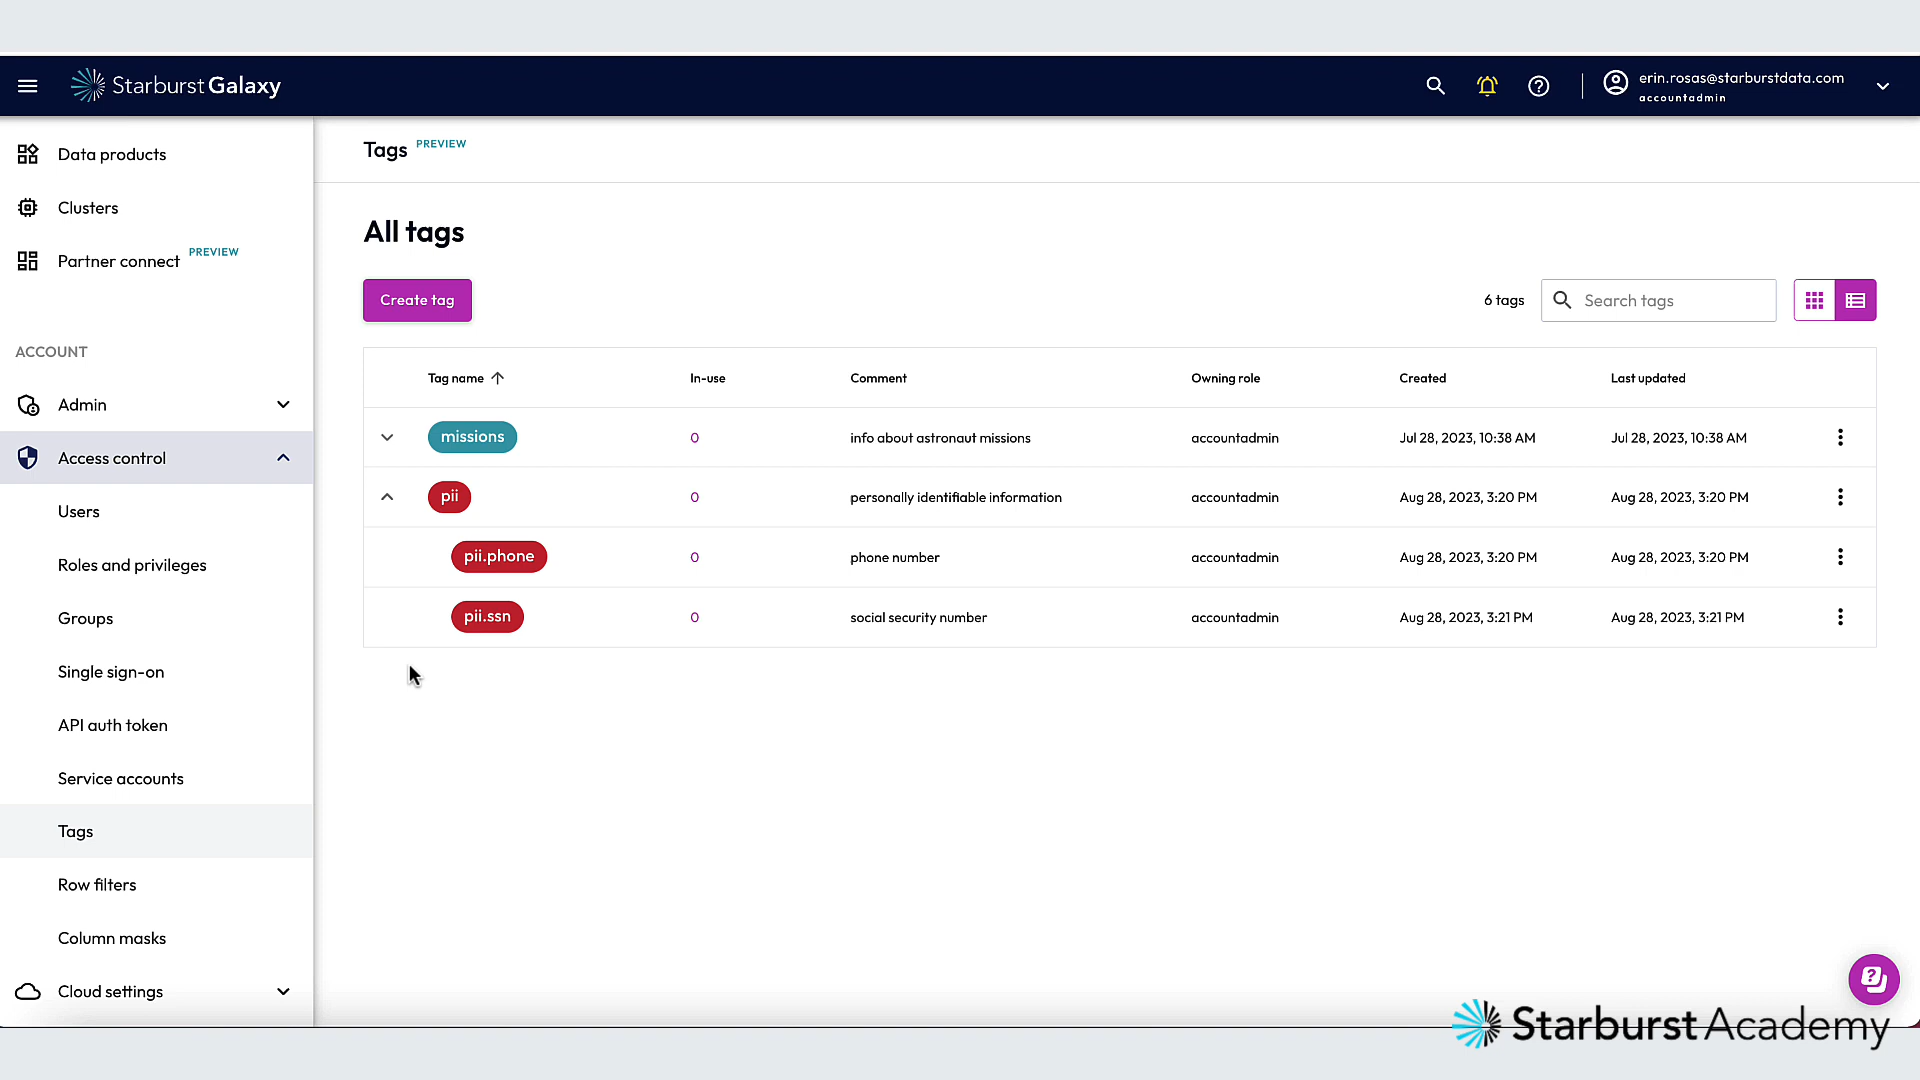 Starburst Galaxy
erin.rosas@starburstdata.com
accountadmin
Data products
Clusters
Partner connect PREVIEW
ACCOUNT
Admin
Access control
Users
Roles and privileges
Groups
Single sign-on
API auth token
Service accounts
Tags
Row filters
Column masks
Cloud settings
Tags PREVIEW
All tags
Create tag
6 tags
Search tags
Tag name In-use Comment Owning role Created Last updated
missions 0 info about astronaut missions accountadmin Jul 28, 2023, 10:38 AM Jul 28, 2023, 10:38 AM
pii 0 personally identifiable information accountadmin Aug 28, 2023, 3:20 PM Aug 28, 2023, 3:20 PM
pii.phone 0 phone number accountadmin Aug 28, 2023, 3:20 PM Aug 28, 2023, 3:20 PM
pii.ssn 0 social security number accountadmin Aug 28, 2023, 3:21 PM Aug 28, 2023, 3:21 PM
Starburst Academy